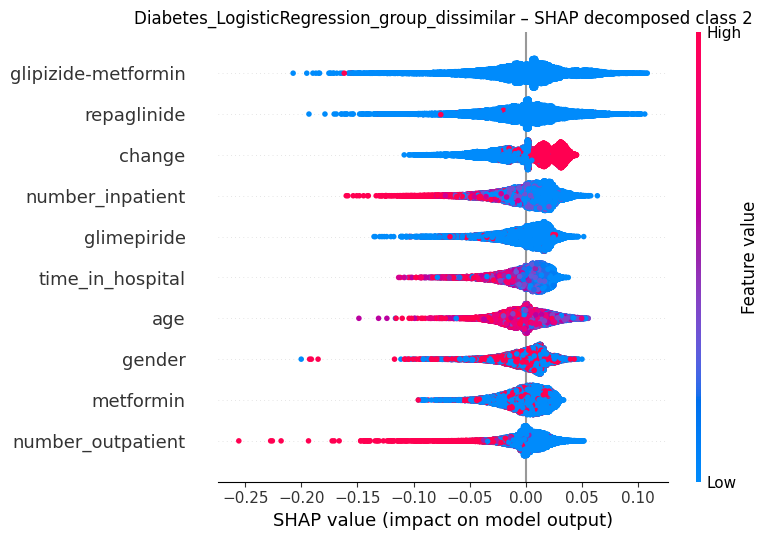 Diabetes_LogisticRegression_group_dissimilar – SHAP decomposed class 2
High
glipizide-metformin
repaglinide
change
number_inpatient
glimepiride
time_in_hospital
age
gender
metformin
number_outpatient
Feature value
Low
−0.25 −0.20 −0.15 −0.10 −0.05 0.00 0.05 0.10
SHAP value (impact on model output)